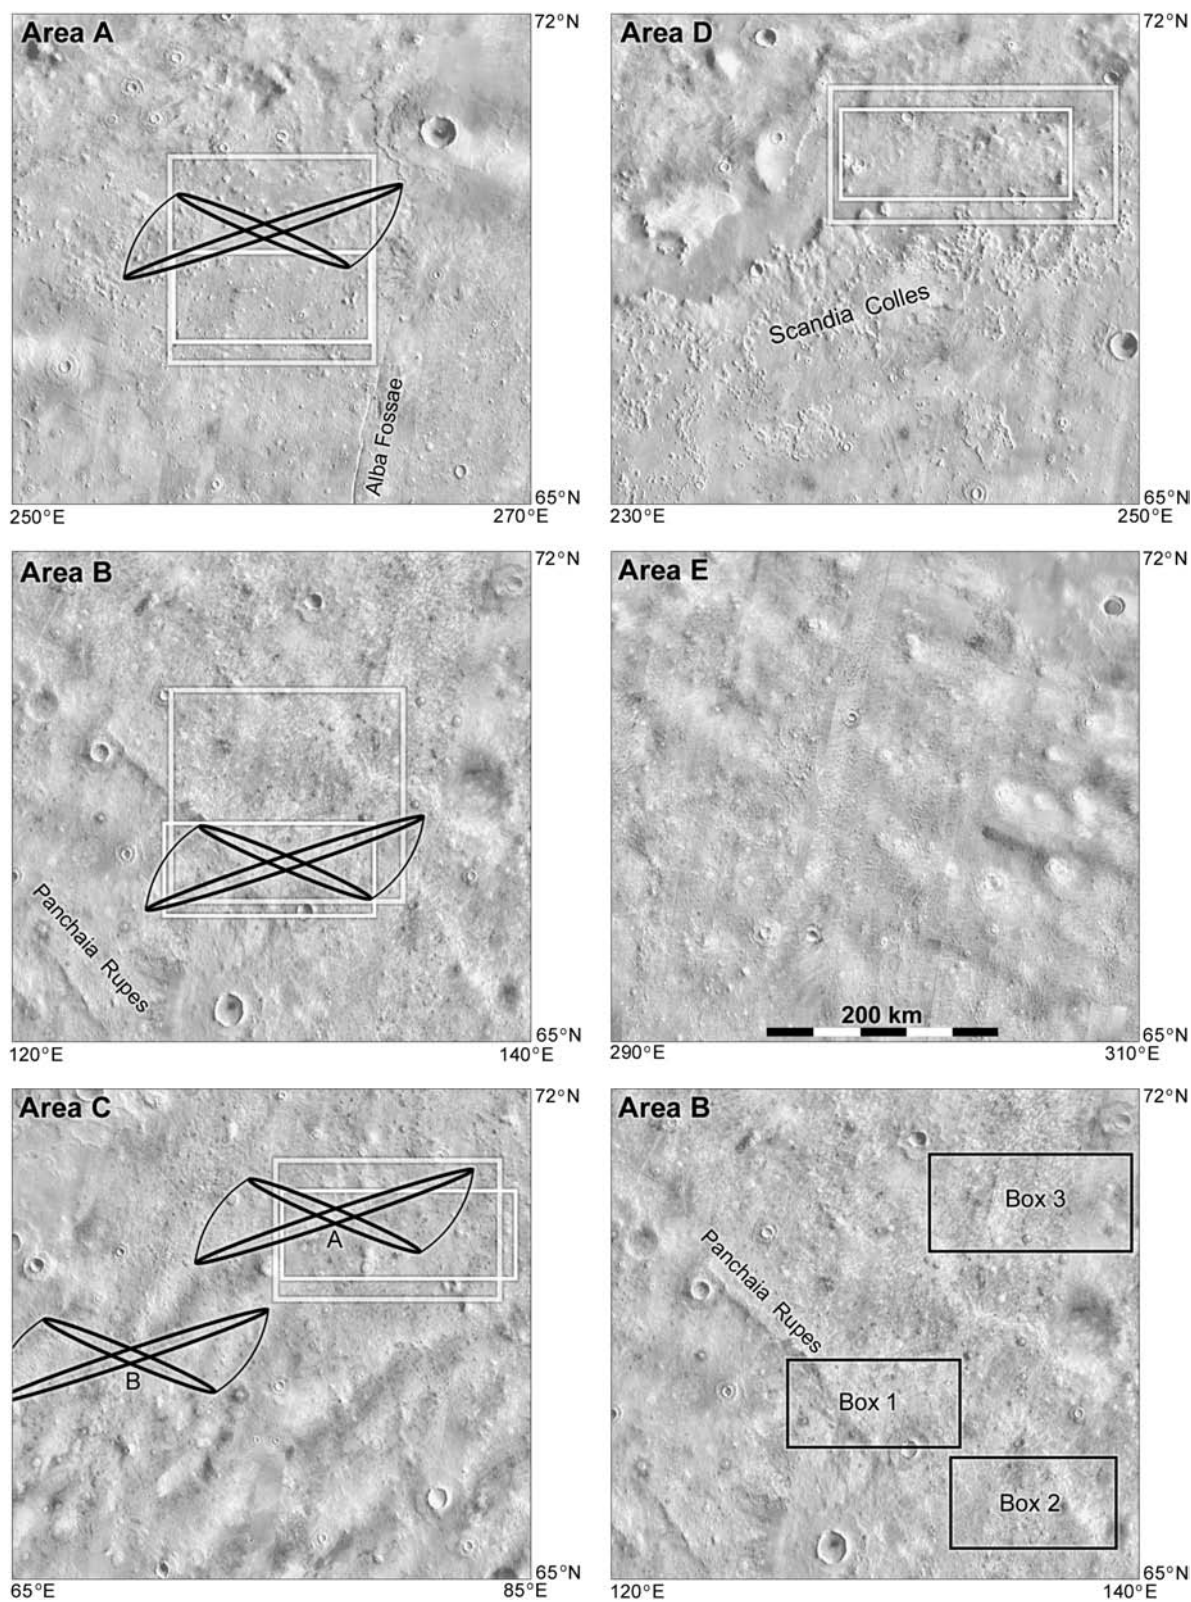 Area A
72°N
Alba Fossae
65°N
250°E
270°E
Area D
72°N
Scandia Colles
65°N
230°E
250°E
Area B
72°N
Panchaia Rupes
65°N
120°E
140°E
Area E
72°N
200 km
65°N
290°E
310°E
Area C
72°N
A
B
65°N
65°E
85°E
Area B
72°N
Box 3
Panchaia Rupes
Box 1
Box 2
65°N
120°E
140°E